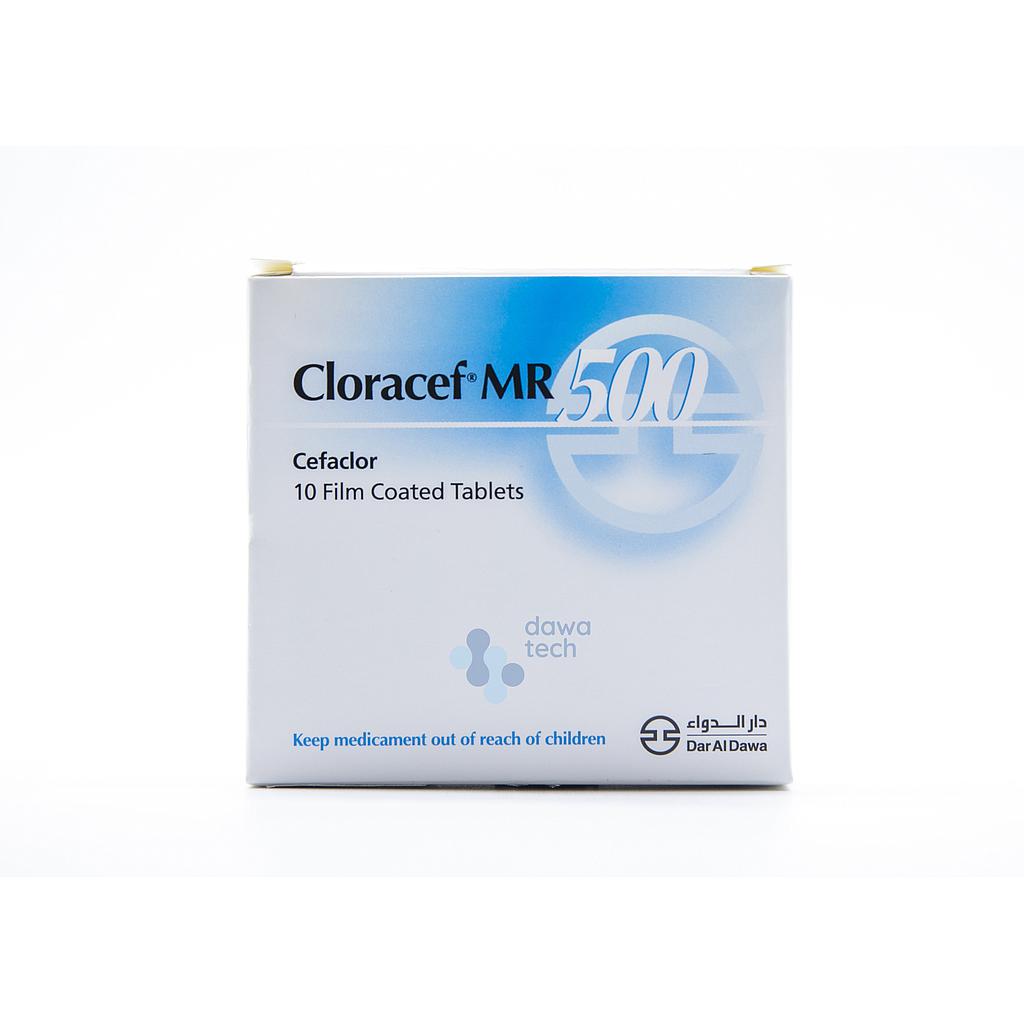 Cloracef® MR 500
Cefaclor
10 Film Coated Tablets
dawa
tech
Keep medicament out of reach of children
دار الـدواء
Dar Al Dawa